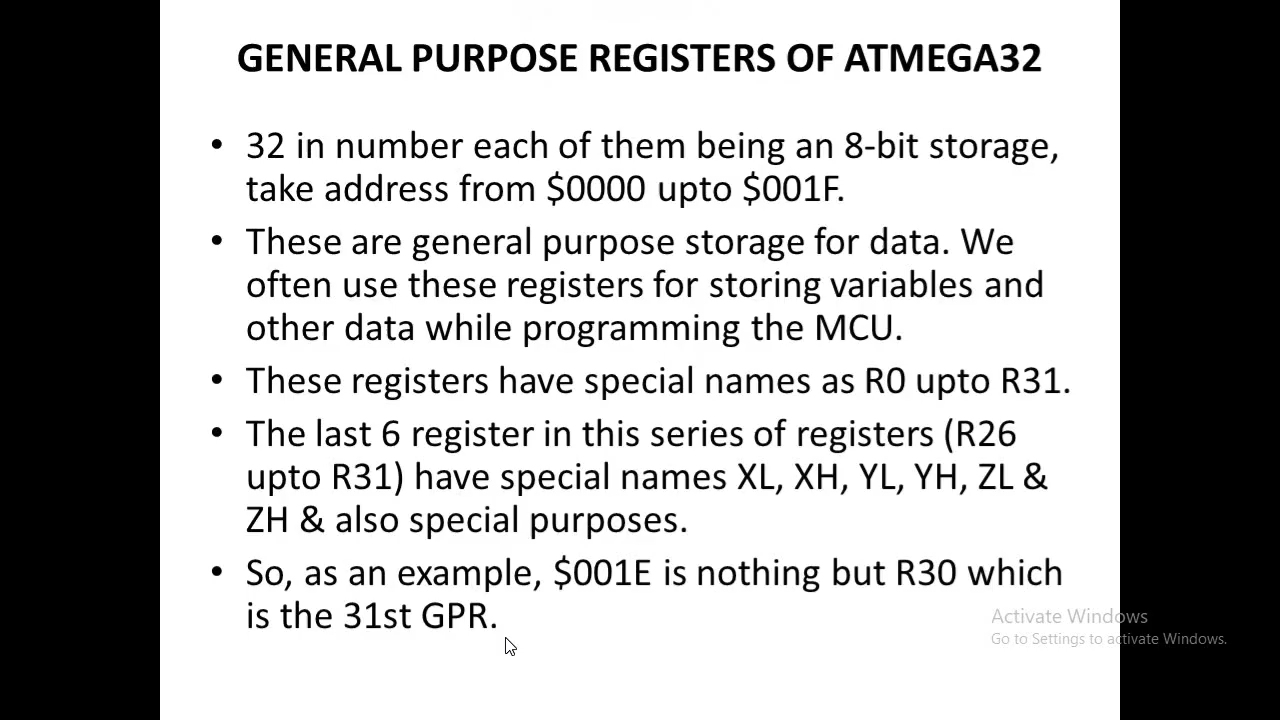 GENERAL PURPOSE REGISTERS OF ATMEGA32
• 32 in number each of them being an 8-bit storage,
take address from $0000 upto $001F.
• These are general purpose storage for data. We
often use these registers for storing variables and
other data while programming the MCU.
• These registers have special names as R0 upto R31.
• The last 6 register in this series of registers (R26
upto R31) have special names XL, XH, YL, YH, ZL &
ZH & also special purposes.
• So, as an example, $001E is nothing but R30 which
is the 31st GPR.
Activate Windows
Go to Settings to activate Windows.